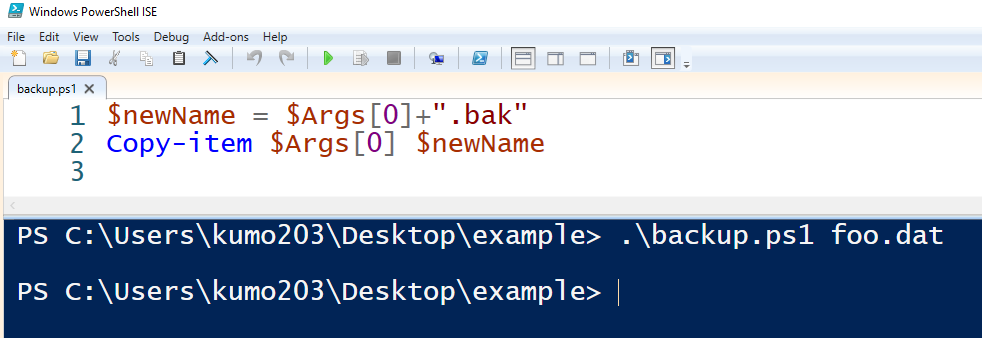 Windows PowerShell ISE
File Edit View Tools Debug Add-ons Help
backup.ps1
1 $newName = $Args[0]+".bak"
2 Copy-item $Args[0] $newName
3
PS C:\Users\kumo203\Desktop\example> .\backup.ps1 foo.dat
PS C:\Users\kumo203\Desktop\example>